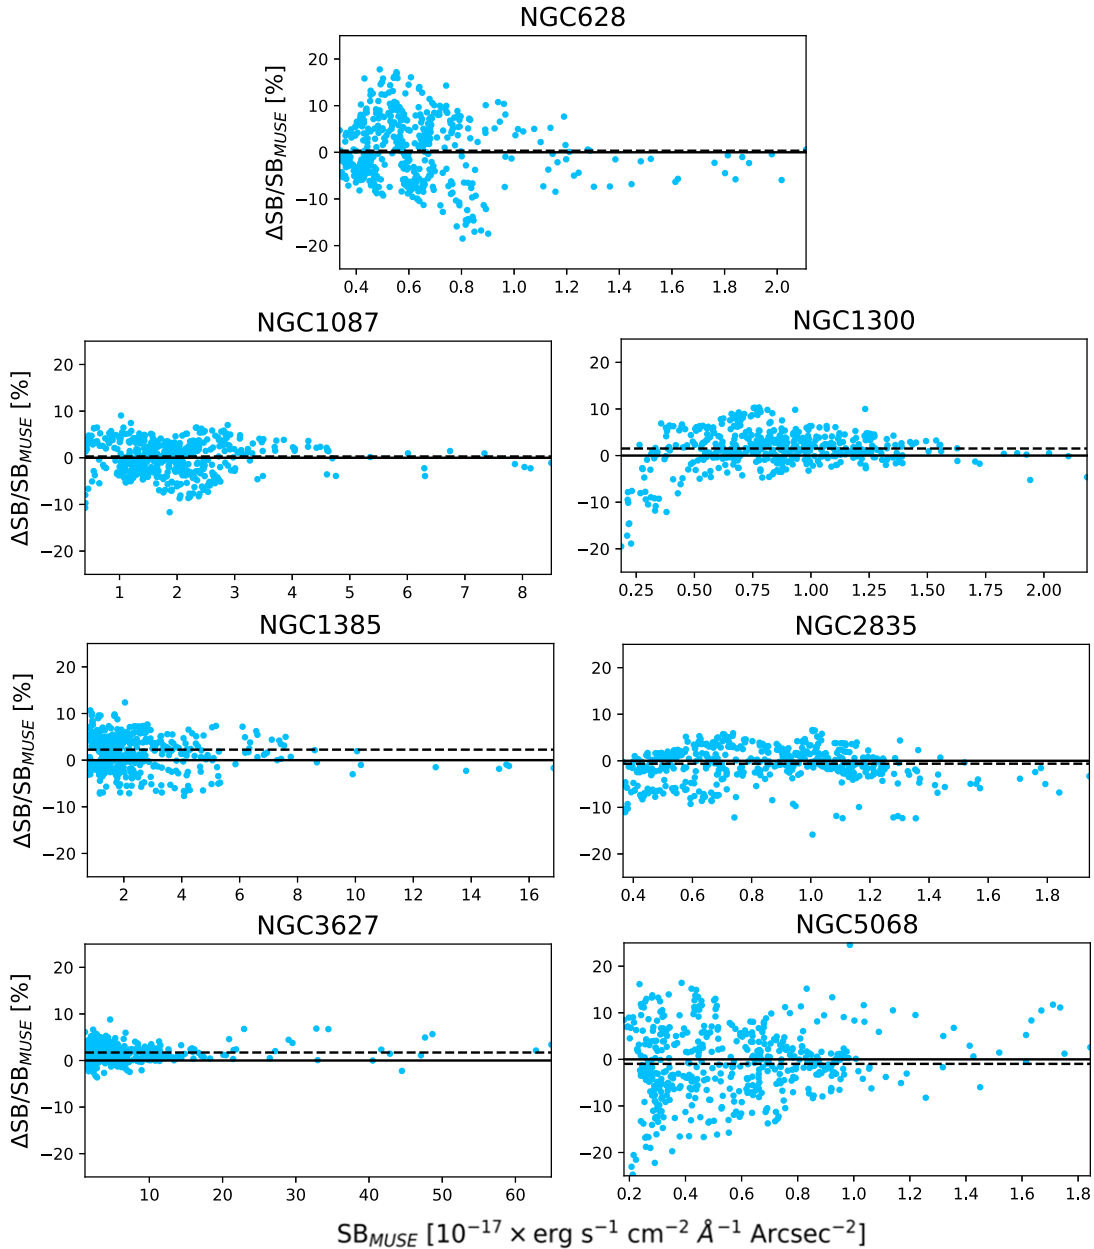 NGC628
ΔSB/SB_MUSE [%]
20
10
0
−10
−20
0.4 0.6 0.8 1.0 1.2 1.4 1.6 1.8 2.0
NGC1087
ΔSB/SB_MUSE [%]
20
10
0
−10
−20
1 2 3 4 5 6 7 8
NGC1300
20
10
0
−10
−20
0.25 0.50 0.75 1.00 1.25 1.50 1.75 2.00
NGC1385
ΔSB/SB_MUSE [%]
20
10
0
−10
−20
2 4 6 8 10 12 14 16
NGC2835
20
10
0
−10
−20
0.4 0.6 0.8 1.0 1.2 1.4 1.6 1.8
NGC3627
ΔSB/SB_MUSE [%]
20
10
0
−10
−20
10 20 30 40 50 60
NGC5068
20
10
0
−10
−20
0.2 0.4 0.6 0.8 1.0 1.2 1.4 1.6 1.8
SB_MUSE [10⁻¹⁷ × erg s⁻¹ cm⁻² Å⁻¹ Arcsec⁻²]